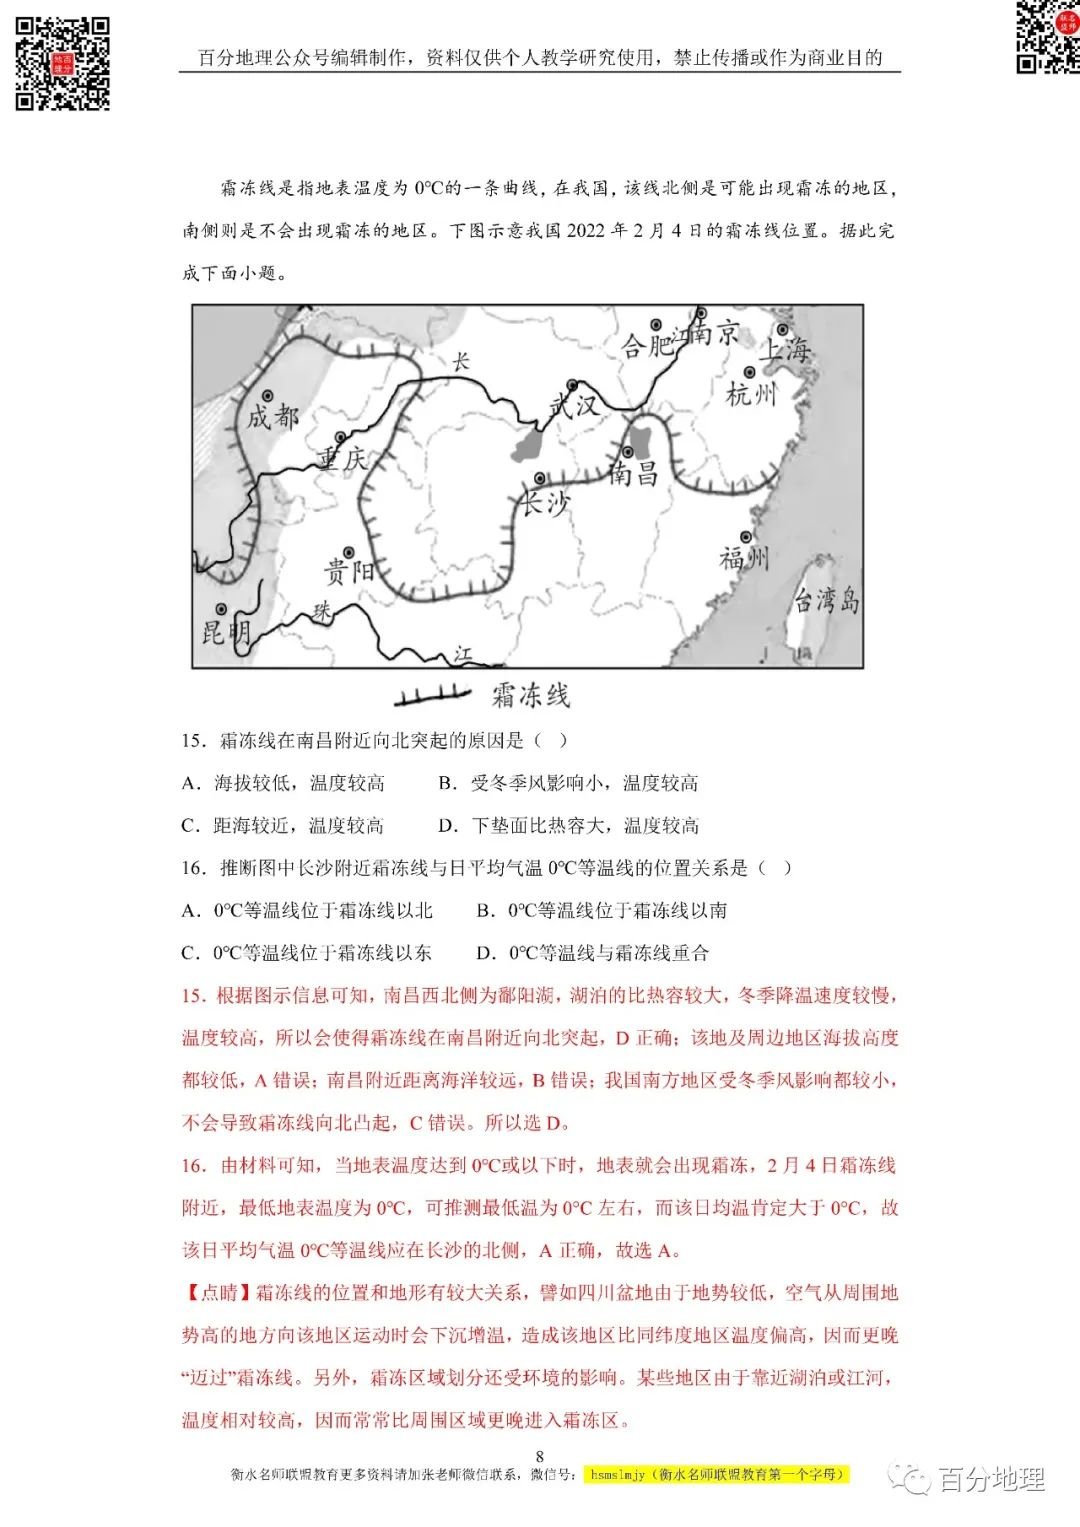 百分地理公众号编辑制作，资料仅供个人教学研究使用，禁止传播或作为商业目的
霜冻线是指地表温度为 0℃的一条曲线，在我国，该线北侧是可能出现霜冻的地区，
南侧则是不会出现霜冻的地区。下图示意我国 2022 年 2 月 4 日的霜冻线位置。据此完
成下面小题。
合肥
江
南京
上海
长
杭州
成都
武汉
重庆
南昌
长沙
贵阳
福州
台湾岛
昆明
珠
江
霜冻线
15．霜冻线在南昌附近向北突起的原因是（ ）
A．海拔较低，温度较高 B．受冬季风影响小，温度较高
C．距海较近，温度较高 D．下垫面比热容大，温度较高
16．推断图中长沙附近霜冻线与日平均气温 0℃等温线的位置关系是（ ）
A．0℃等温线位于霜冻线以北 B．0℃等温线位于霜冻线以南
C．0℃等温线位于霜冻线以东 D．0℃等温线与霜冻线重合
15．根据图示信息可知，南昌西北侧为鄱阳湖，湖泊的比热容较大，冬季降温速度较慢，
温度较高，所以会使得霜冻线在南昌附近向北突起，D 正确；该地及周边地区海拔高度
都较低，A 错误；南昌附近距离海洋较远，B 错误；我国南方地区受冬季风影响都较小，
不会导致霜冻线向北凸起，C 错误。所以选 D。
16．由材料可知，当地表温度达到 0℃或以下时，地表就会出现霜冻，2 月 4 日霜冻线
附近，最低地表温度为 0℃，可推测最低温为 0°C 左右，而该日均温肯定大于 0°C，故
该日平均气温 0℃等温线应在长沙的北侧，A 正确，故选 A。
【点睛】霜冻线的位置和地形有较大关系，譬如四川盆地由于地势较低，空气从周围地
势高的地方向该地区运动时会下沉增温，造成该地区比同纬度地区温度偏高，因而更晚
“迈过”霜冻线。另外，霜冻区域划分还受环境的影响。某些地区由于靠近湖泊或江河，
温度相对较高，因而常常比周围区域更晚进入霜冻区。
8
衡水名师联盟教育更多资料请加张老师微信联系，微信号： hsmslmjy（衡水名师联盟教育第一个字母）
百分地理